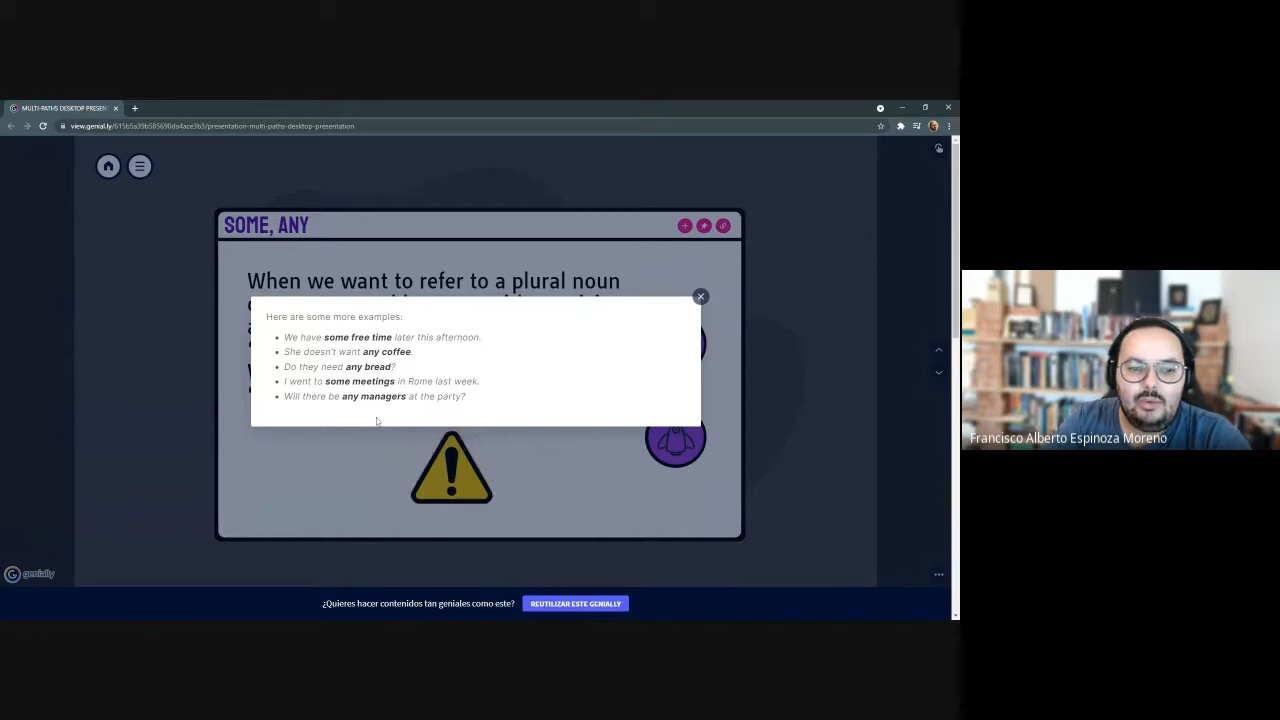 MULTI-PATHS DESKTOP PRESEN
view.genial.ly/615b5a39b585690da4ace3b3/presentation-multi-paths-desktop-presentation
SOME, ANY
When we want to refer to a plural noun
Here are some more examples:
We have some free time later this afternoon.
She doesn't want any coffee.
Do they need any bread?
I went to some meetings in Rome last week.
Will there be any managers at the party?
Francisco Alberto Espinoza Moreno
genially
¿Quieres hacer contenidos tan geniales como este?
REUTILIZAR ESTE GENIALLY